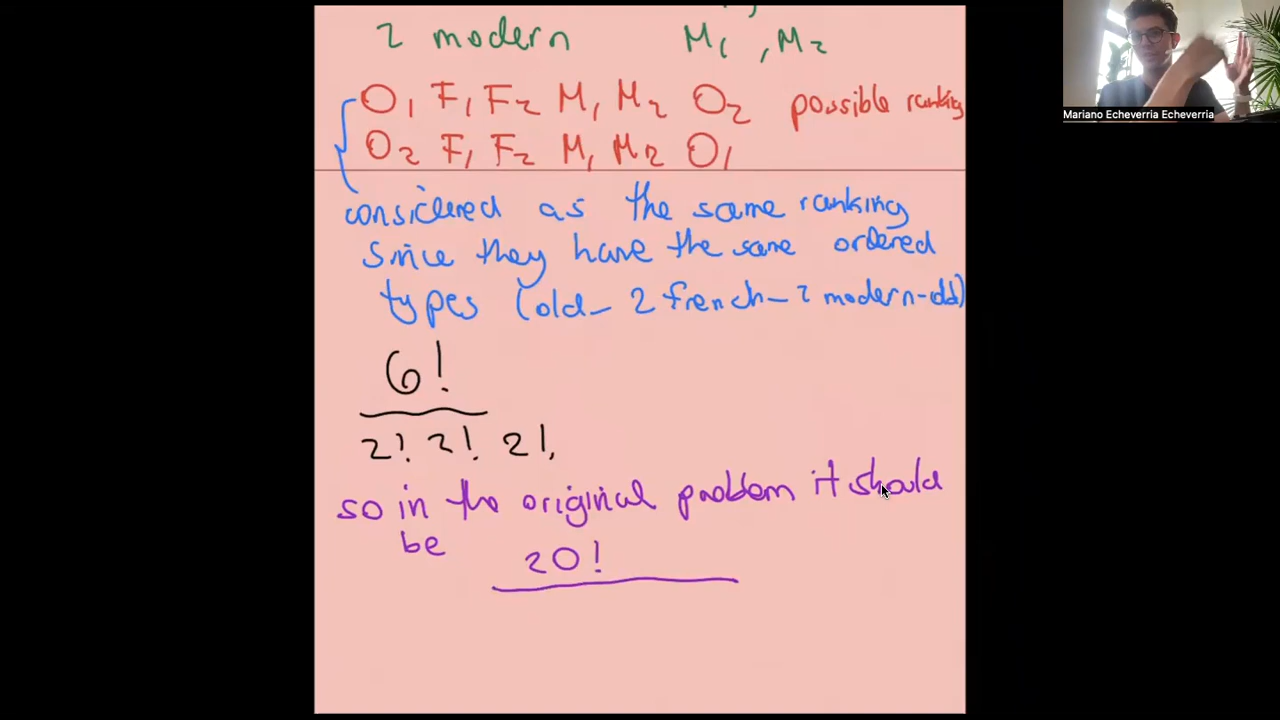 2 modern M1, M2
Mariano Echeverria Echeverria
O1 F1 F2 M1 M2 O2 possible ranking
O2 F1 F2 M1 M2 O1
considered as the same ranking
since they have the same ordered
types (old- 2 french- 2 modern-old)
6!
2! 2! 2!,
so in the original problem it should
be 20!